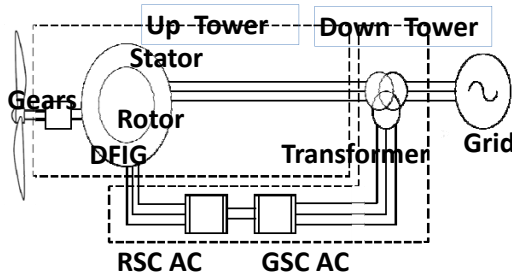 Up Tower
Down Tower
Stator
Gears
Rotor
DFIG
Transformer
Grid
RSC AC
GSC AC